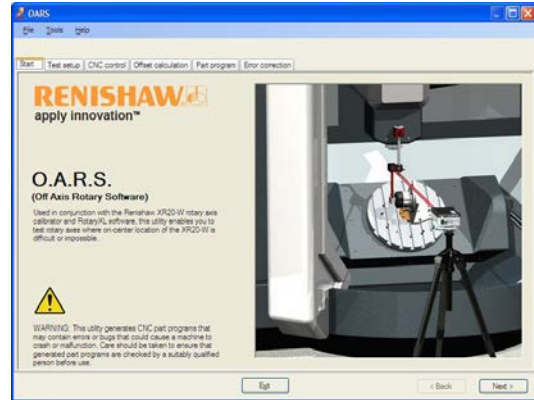 OARS
File Tools Help
Start Test setup CNC control Offset calculation Part program Error correction
RENISHAW
apply innovation™
O.A.R.S.
(Off Axis Rotary Software)
Used in conjunction with the Renishaw XR20-W rotary axis
calibrator and RotaryXL software, this utility enables you to
test rotary axes where on-center location of the XR20-W is
difficult or impossible.
WARNING: This utility generates CNC part programs that
may contain errors or bugs that could cause a machine to
crash or malfunction. Care should be taken to ensure that
generated part programs are checked by a suitably qualified
person before use.
Exit < Back Next >